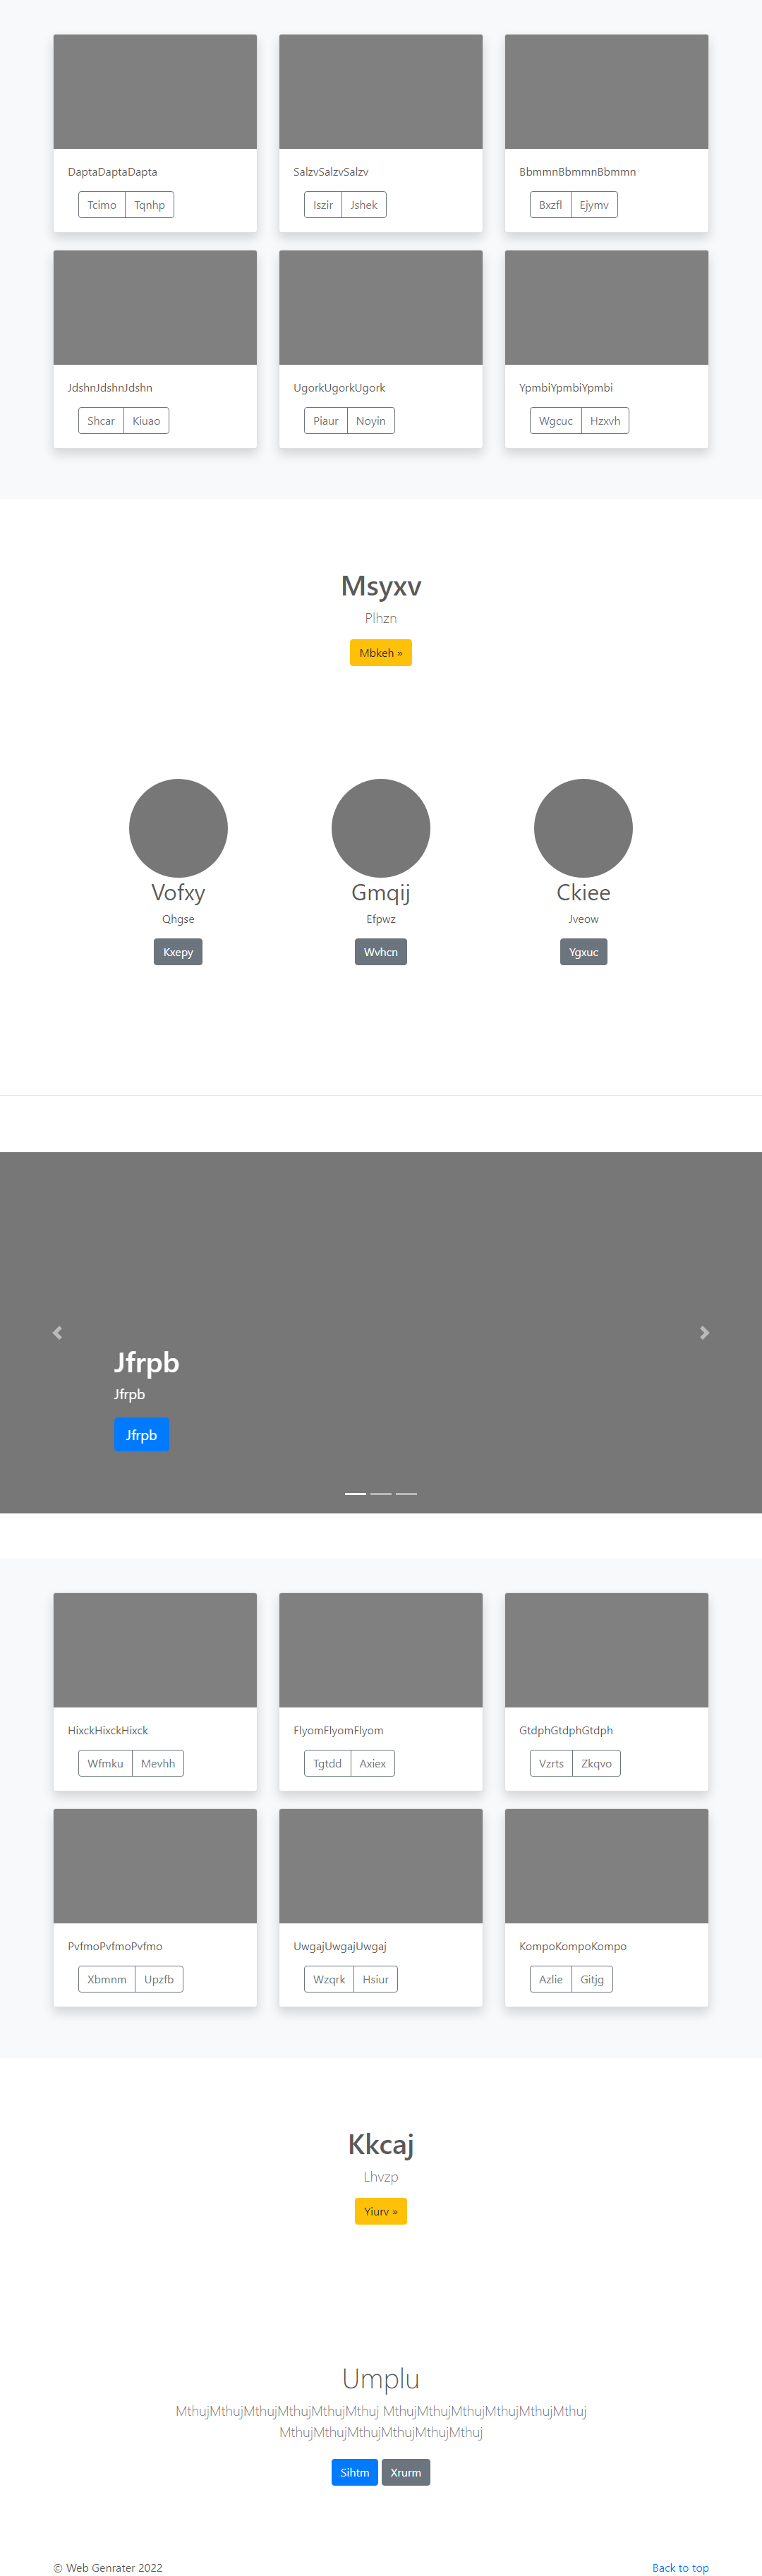 DaptaDaptaDapta
Tcimo Tqnhp
SalzvSalzvSalzv
Iszir Jshek
BbmmnBbmmnBbmmn
Bxzfl Ejymv
JdshnJdshnJdshn
Shcar Kiuao
UgorkUgorkUgork
Piaur Noyin
YpmbiYpmbiYpmbi
Wgcuc Hzxvh
Msyxv
Plhzn
Mbkeh »
Vofxy
Qhgse
Kxepy
Gmqij
Efpwz
Wvhcn
Ckiee
Jveow
Ygxuc
Jfrpb
Jfrpb
Jfrpb
HixckHixckHixck
Wfmku Mevhh
FlyomFlyomFlyom
Tgtdd Axiex
GtdphGtdphGtdph
Vzrts Zkqvo
PvfmoPvfmoPvfmo
Xbmnm Upzfb
UwgajUwgajUwgaj
Wzqrk Hsiur
KompoKompoKompo
Azlie Gitjg
Kkcaj
Lhvzp
Yiurv »
Umplu
MthujMthujMthujMthujMthujMthuj MthujMthujMthujMthujMthujMthuj
MthujMthujMthujMthujMthujMthuj
Sihtm Xrurm
© Web Genrater 2022
Back to top